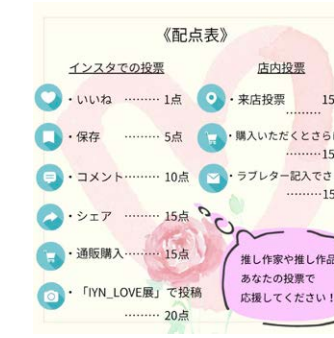 《配点表》
インスタでの投票
・いいね ……… 1点
・保存 ……… 5点
・コメント……… 10点
・シェア ……… 15点
・通販購入……… 15点
・「IYN_LOVE展」で投稿
……… 20点
店内投票
・来店投票 15
………
・購入いただくとさら
………15
・ラブレター記入でさ
………15
推し作家や推し作品
あなたの投票で
応援してください！